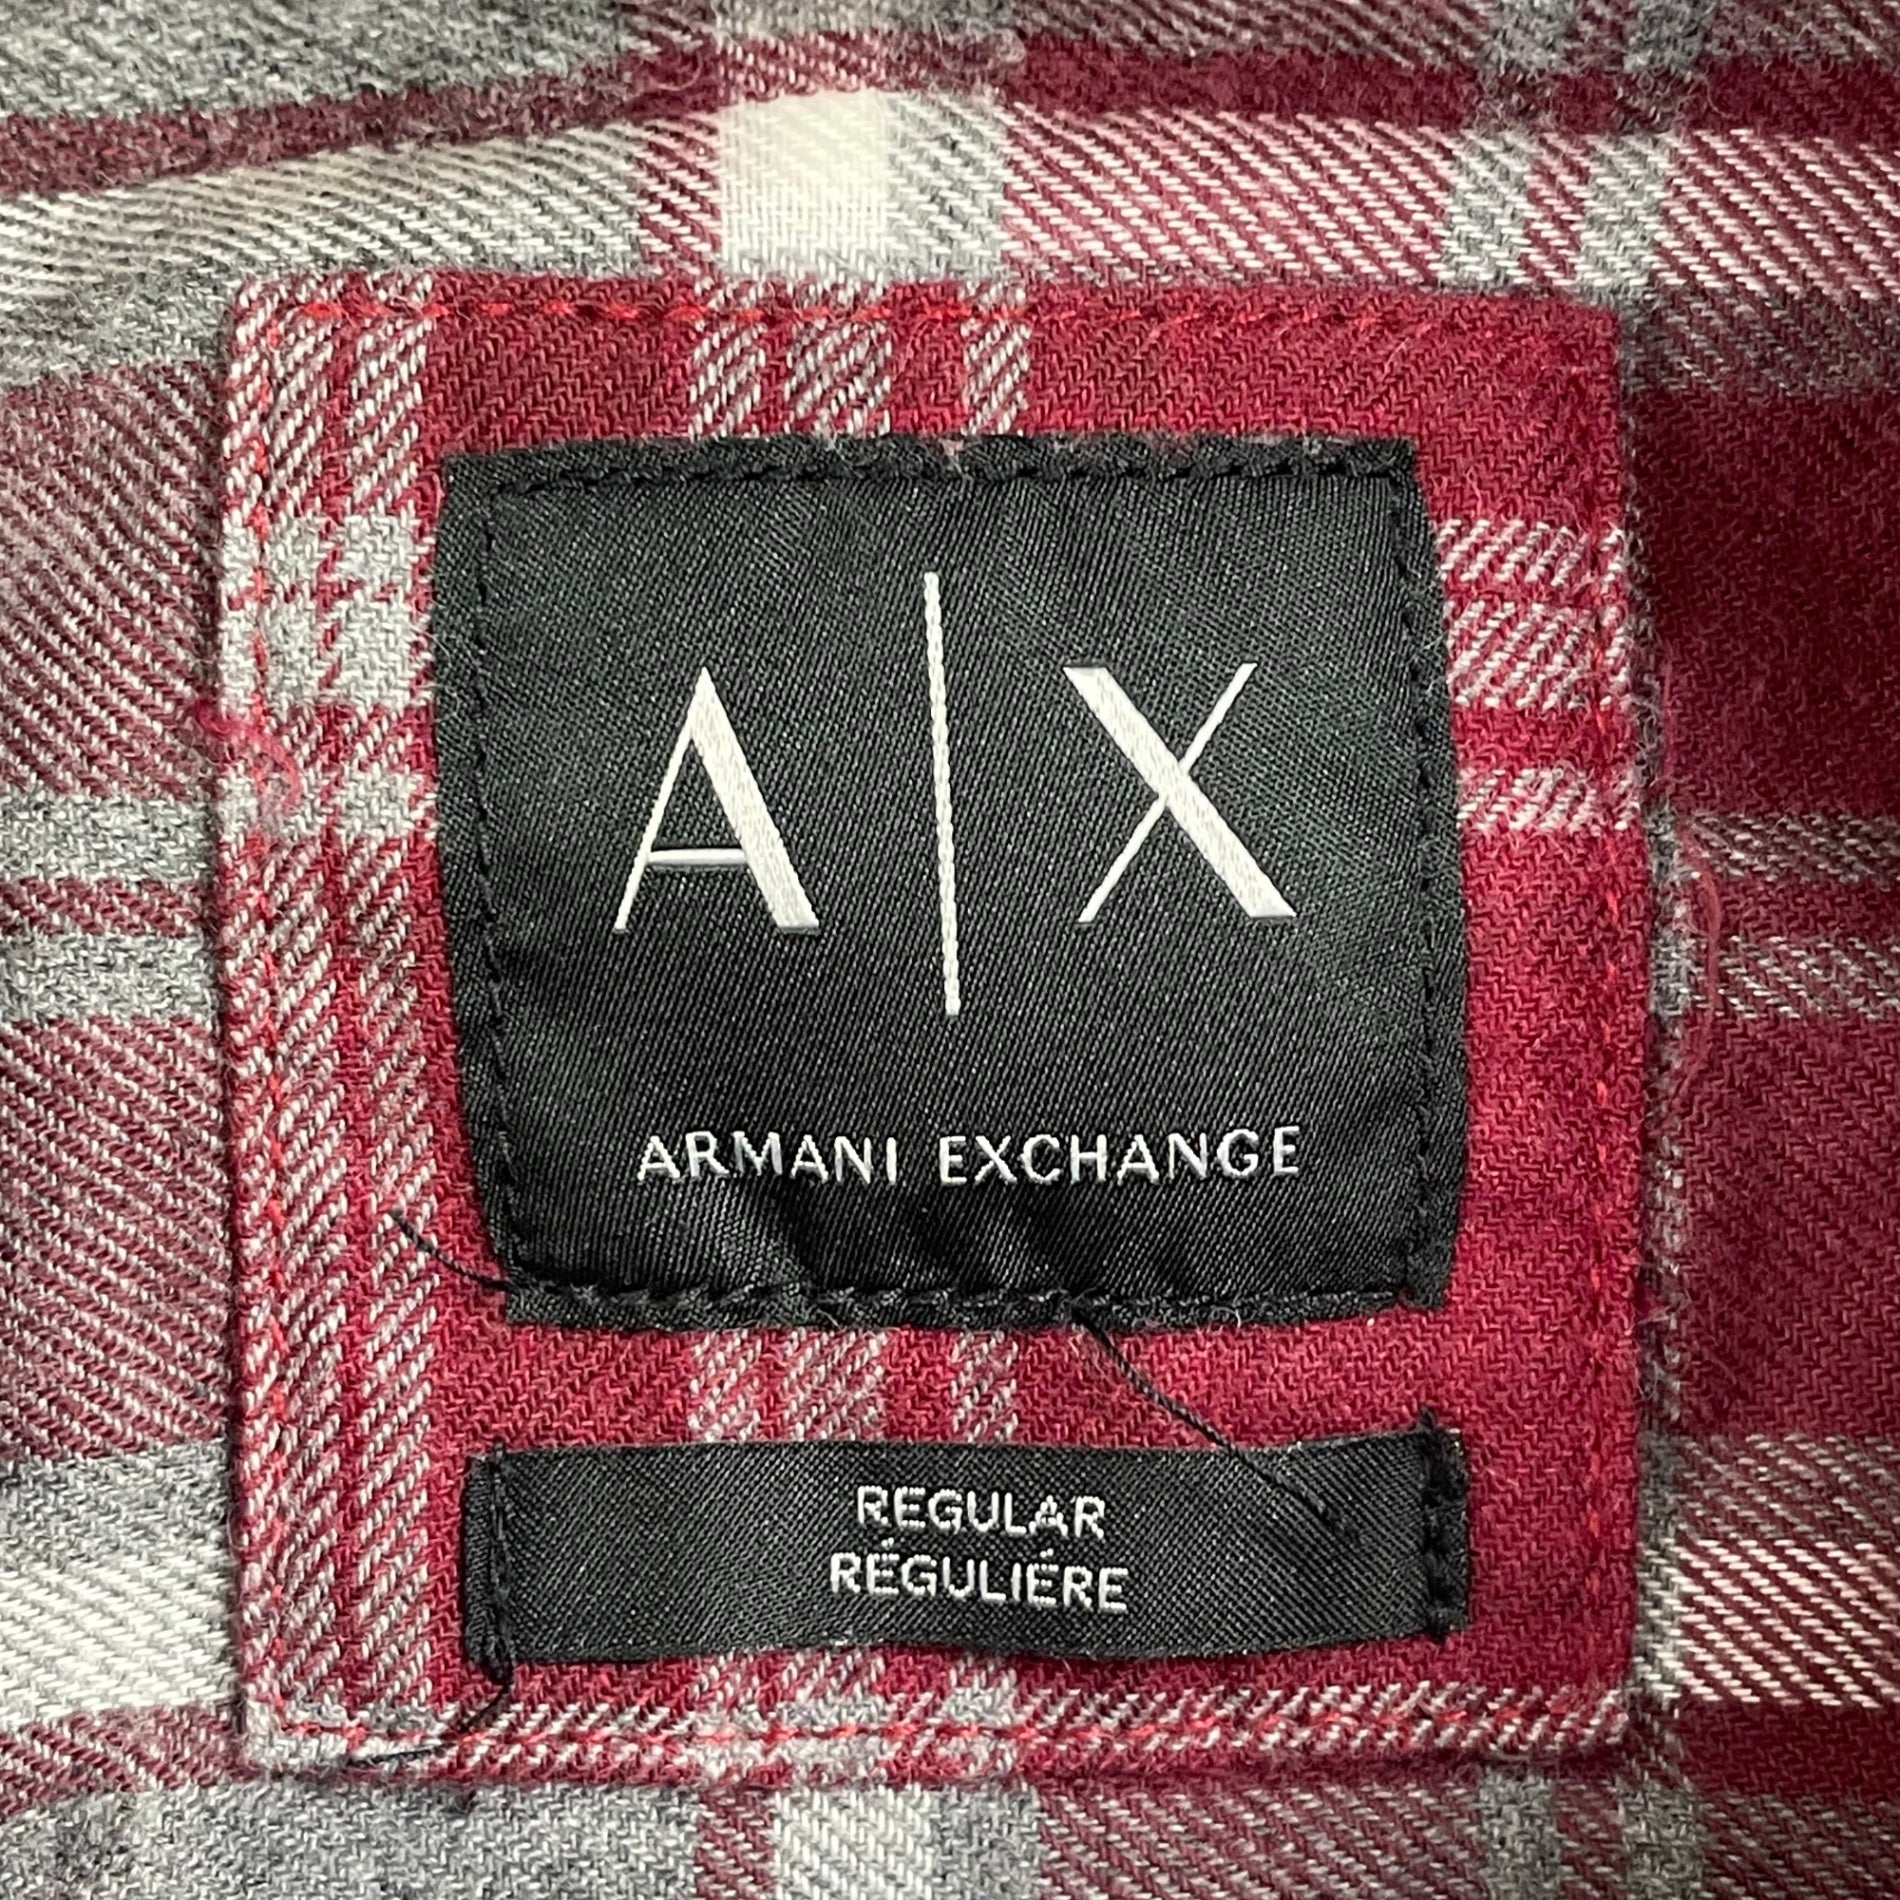 A|X
ARMANI EXCHANGE
REGULAR
RÉGULIÉRE